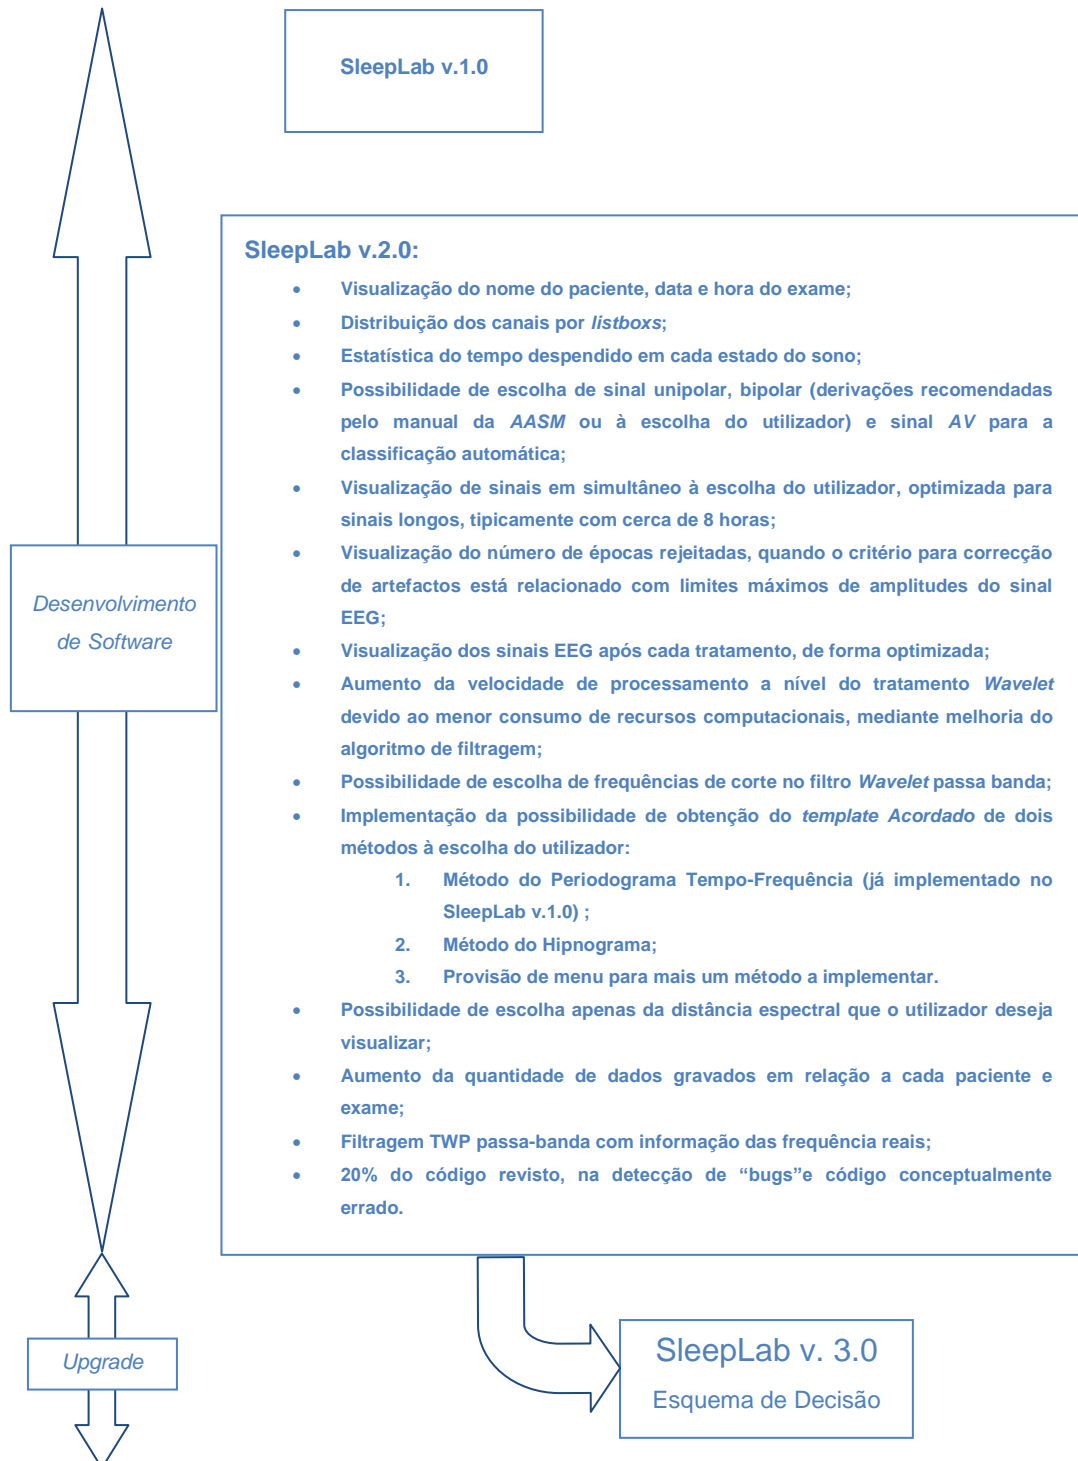 SleepLab v.1.0
SleepLab v.2.0:
• Visualização do nome do paciente, data e hora do exame;
• Distribuição dos canais por listboxs;
• Estatística do tempo despendido em cada estado do sono;
• Possibilidade de escolha de sinal unipolar, bipolar (derivações recomendadas
pelo manual da AASM ou à escolha do utilizador) e sinal AV para a
classificação automática;
• Visualização de sinais em simultâneo à escolha do utilizador, optimizada para
sinais longos, tipicamente com cerca de 8 horas;
• Visualização do número de épocas rejeitadas, quando o critério para correcção
de artefactos está relacionado com limites máximos de amplitudes do sinal
EEG;
• Visualização dos sinais EEG após cada tratamento, de forma optimizada;
• Aumento da velocidade de processamento a nível do tratamento Wavelet
devido ao menor consumo de recursos computacionais, mediante melhoria do
algoritmo de filtragem;
• Possibilidade de escolha de frequências de corte no filtro Wavelet passa banda;
• Implementação da possibilidade de obtenção do template Acordado de dois
métodos à escolha do utilizador:
1. Método do Periodograma Tempo-Frequência (já implementado no
SleepLab v.1.0) ;
2. Método do Hipnograma;
3. Provisão de menu para mais um método a implementar.
• Possibilidade de escolha apenas da distância espectral que o utilizador deseja
visualizar;
• Aumento da quantidade de dados gravados em relação a cada paciente e
exame;
• Filtragem TWP passa-banda com informação das frequência reais;
• 20% do código revisto, na detecção de “bugs”e código conceptualmente
errado.
Desenvolvimento
de Software
Upgrade
SleepLab v. 3.0
Esquema de Decisão